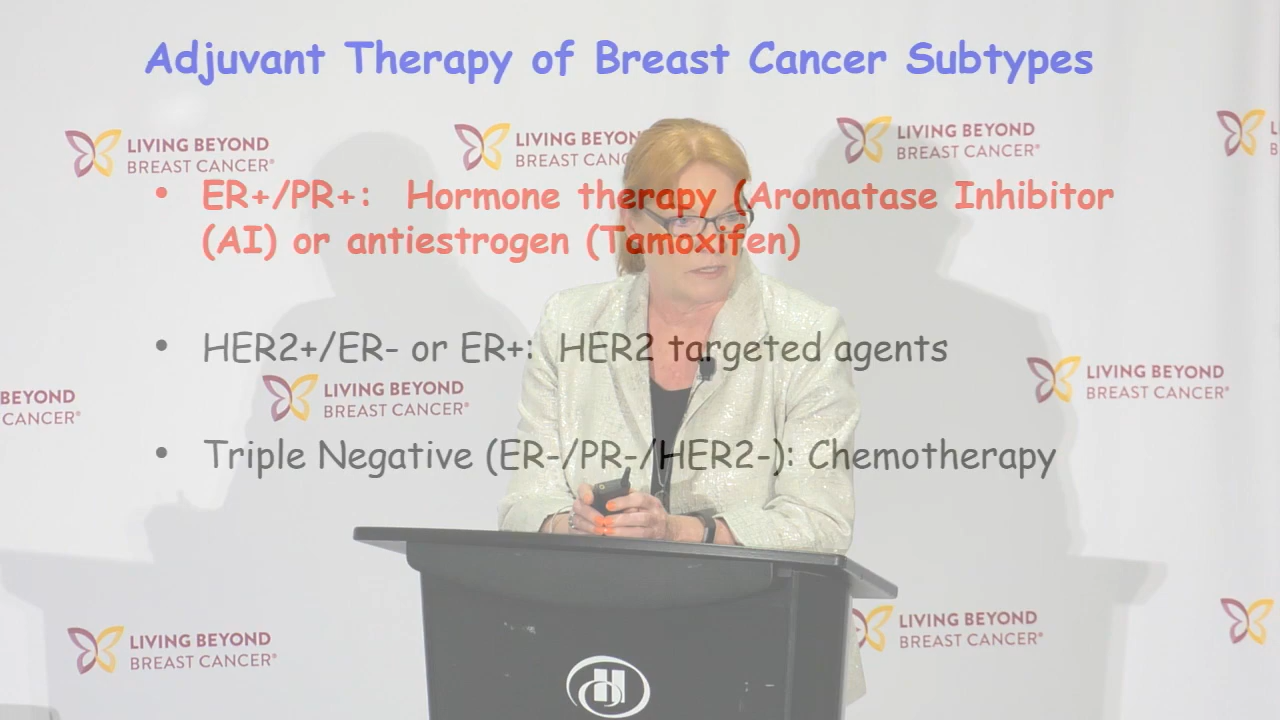 Adjuvant Therapy of Breast Cancer Subtypes
LIVING BEYOND
BREAST CANCER®
LIVING BEYON
BREAST CANC
LIVING BEYOND
BREAST CANCER®
• ER+/PR+: Hormone therapy (Aromatase Inhibitor
(AI) or antiestrogen (Tamoxifen)
• HER2+/ER- or ER+: HER2 targeted agents
BEYOND
CANCER®
LIVING BEYOND
BREAST CANCER®
LIVING BEYOND
BREAST CANCER®
• Triple Negative (ER-/PR-/HER2-): Chemotherapy
LIVING BEYOND
BREAST CANCER®
LIVING BEYOND
BREAST CANCER®
H